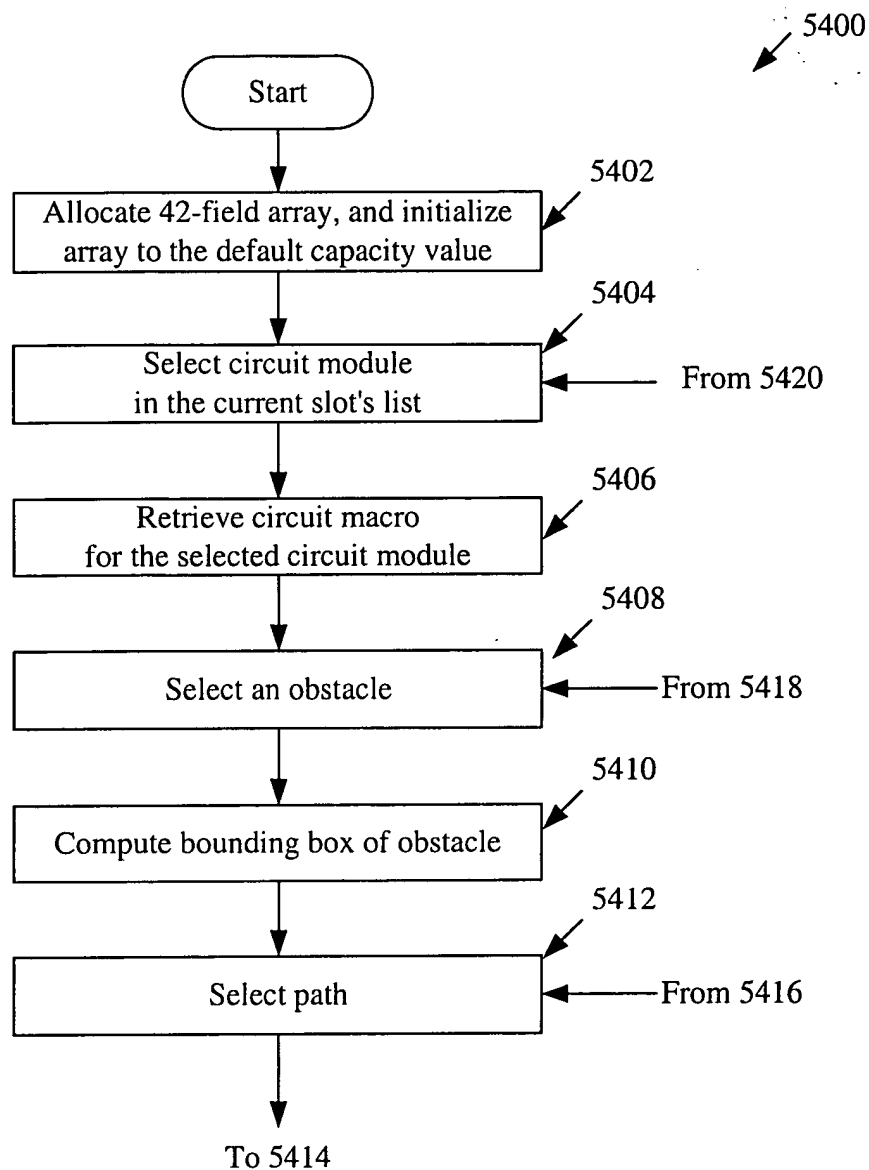 5400
Start
5402
Allocate 42-field array, and initialize
array to the default capacity value
5404
Select circuit module
in the current slot's list
From 5420
5406
Retrieve circuit macro
for the selected circuit module
5408
Select an obstacle
From 5418
5410
Compute bounding box of obstacle
5412
Select path
From 5416
To 5414